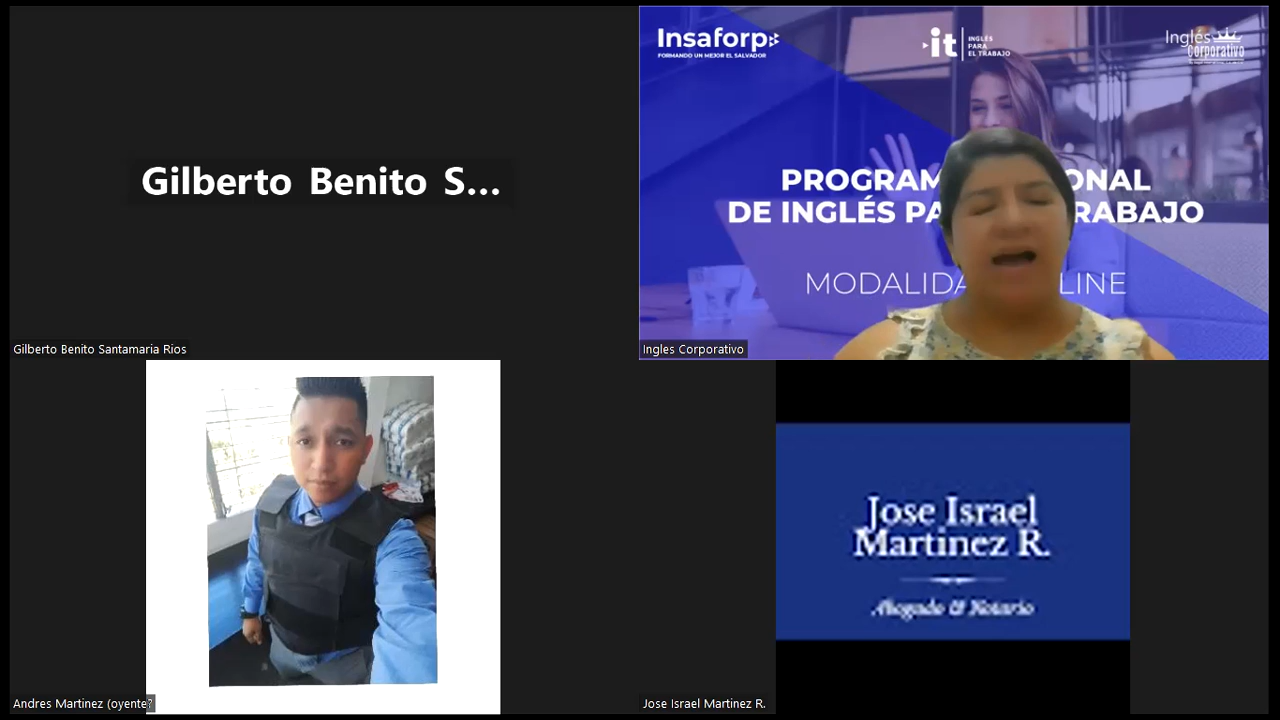 Gilberto Benito S...
Gilberto Benito Santamaria Rios
Insaforp
FORMANDO UN MEJOR EL SALVADOR
it
INGLÉS
PARA
EL TRABAJO
Inglés
Corporativo
PROGRAM ONAL
DE INGLÉS PA RABAJO
MODALIDA LINE
Ingles Corporativo
Andres Martinez (oyente?
Jose Israel
Martinez R.
Abogado & Notario
Jose Israel Martinez R.